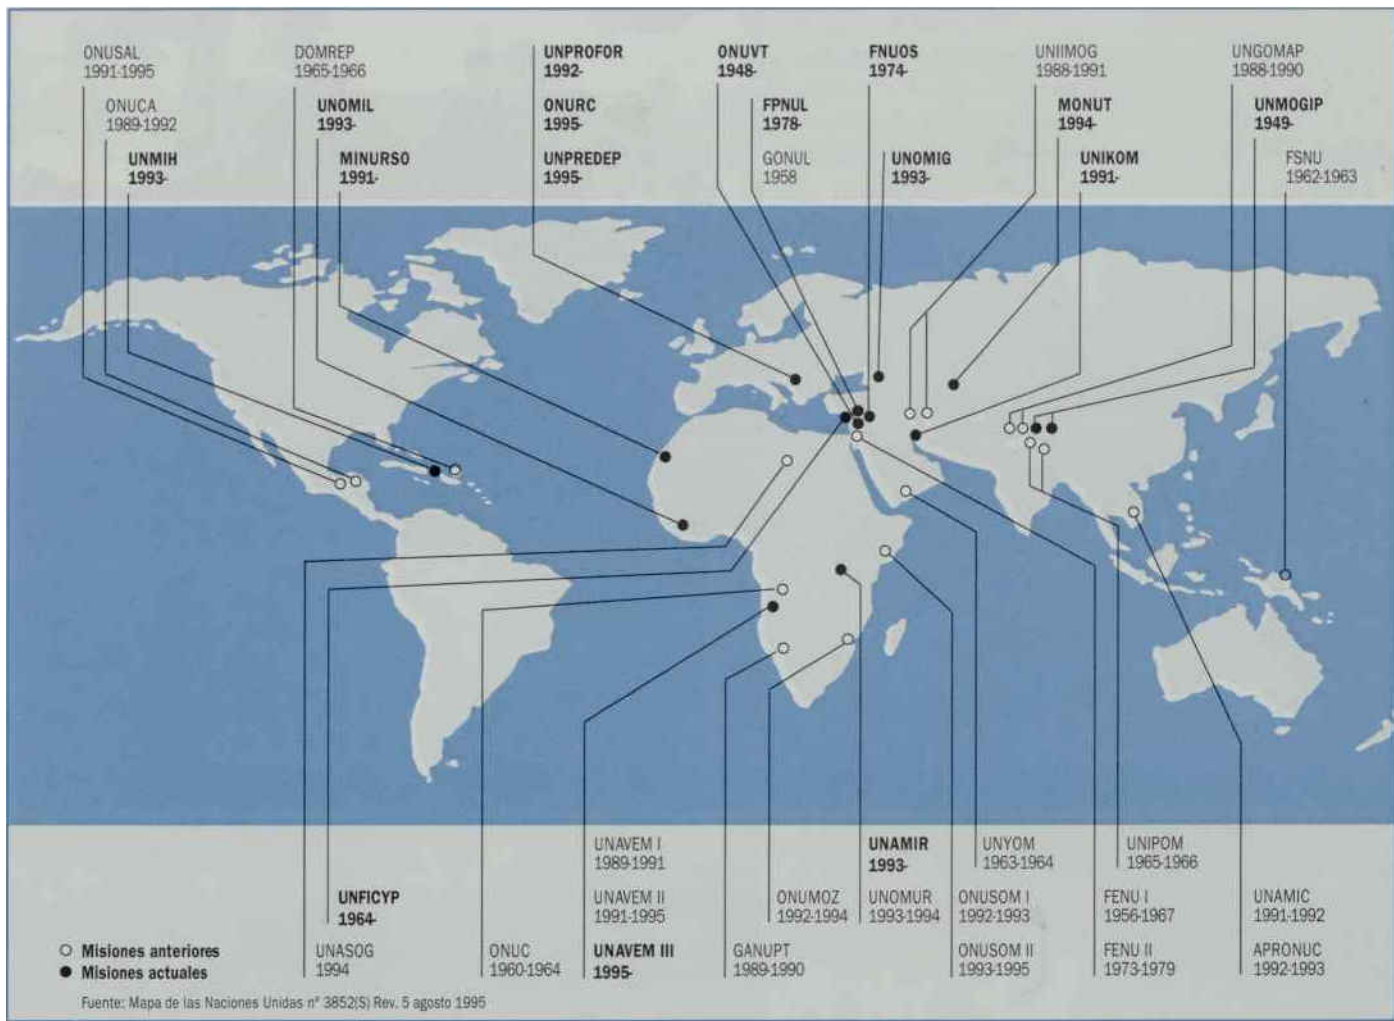 ONUSAL
1991-1995
DOMREP
1965-1966
UNPROFOR
1992-
ONUVT
1948-
FNUOS
1974-
UNIIMOG
1988-1991
UNGOMAP
1988-1990
ONUCA
1989-1992
UNOMIL
1993-
ONURC
1995-
FPNUL
1978-
MONUT
1994-
UNMOGIP
1949-
UNMIH
1993-
MINURSO
1991-
UNPREDEP
1995-
GONUL
1958
UNOMIG
1993-
UNIKOM
1991-
FSNU
1962-1963
UNAVEM I
1989-1991
UNAMIR
1993-
UNYOM
1963-1964
UNIPOM
1965-1966
UNFICYP
1964-
UNAVEM II
1991-1995
ONUMOZ
1992-1994
UNOMUR
1993-1994
ONUSOM I
1992-1993
FENU I
1956-1967
UNAMIC
1991-1992
Misiones anteriores
Misiones actuales
UNASOG
1994
ONUC
1960-1964
UNAVEM III
1995-
GANUPT
1989-1990
ONUSOM II
1993-1995
FENU II
1973-1979
APRONUC
1992-1993
Fuente: Mapa de las Naciones Unidas nº 3852(S) Rev. 5 agosto 1995